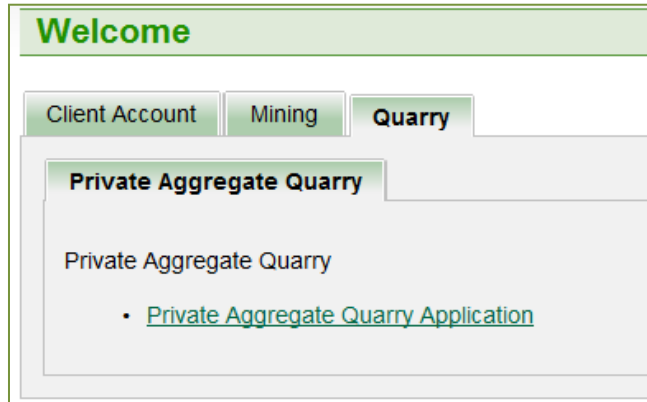 Welcome
Client Account Mining Quarry
Private Aggregate Quarry
Private Aggregate Quarry
• Private Aggregate Quarry Application